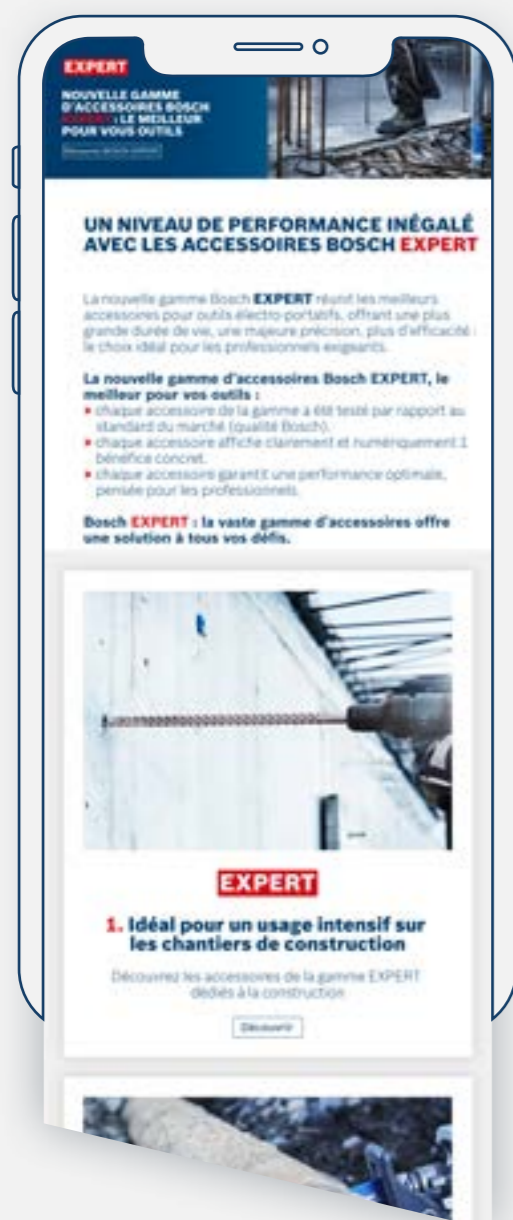 EXPERT
NOUVELLE GAMME
D'ACCESSOIRES BOSCH
EXPERT : LE MEILLEUR
POUR VOUS OUTILS
Découvrez BOSCH EXPERT
UN NIVEAU DE PERFORMANCE INÉGALÉ
AVEC LES ACCESSOIRES BOSCH EXPERT
La nouvelle gamme Bosch EXPERT réunit les meilleurs
accessoires pour outils électro-portatifs, offrant une plus
grande durée de vie, une majeure précision, plus d'efficacité :
le choix idéal pour les professionnels exigeants.
La nouvelle gamme d'accessoires Bosch EXPERT, le
meilleur pour vos outils :
chaque accessoire de la gamme a été testé par rapport au
standard du marché (qualité Bosch).
chaque accessoire affiche clairement et numériquement 1
bénéfice concret.
chaque accessoire garantit une performance optimale,
pensée pour les professionnels.
Bosch EXPERT : la vaste gamme d'accessoires offre
une solution à tous vos défis.
EXPERT
1. Idéal pour un usage intensif sur
les chantiers de construction
Découvrez les accessoires de la gamme EXPERT
dédiés à la construction
Découvrir